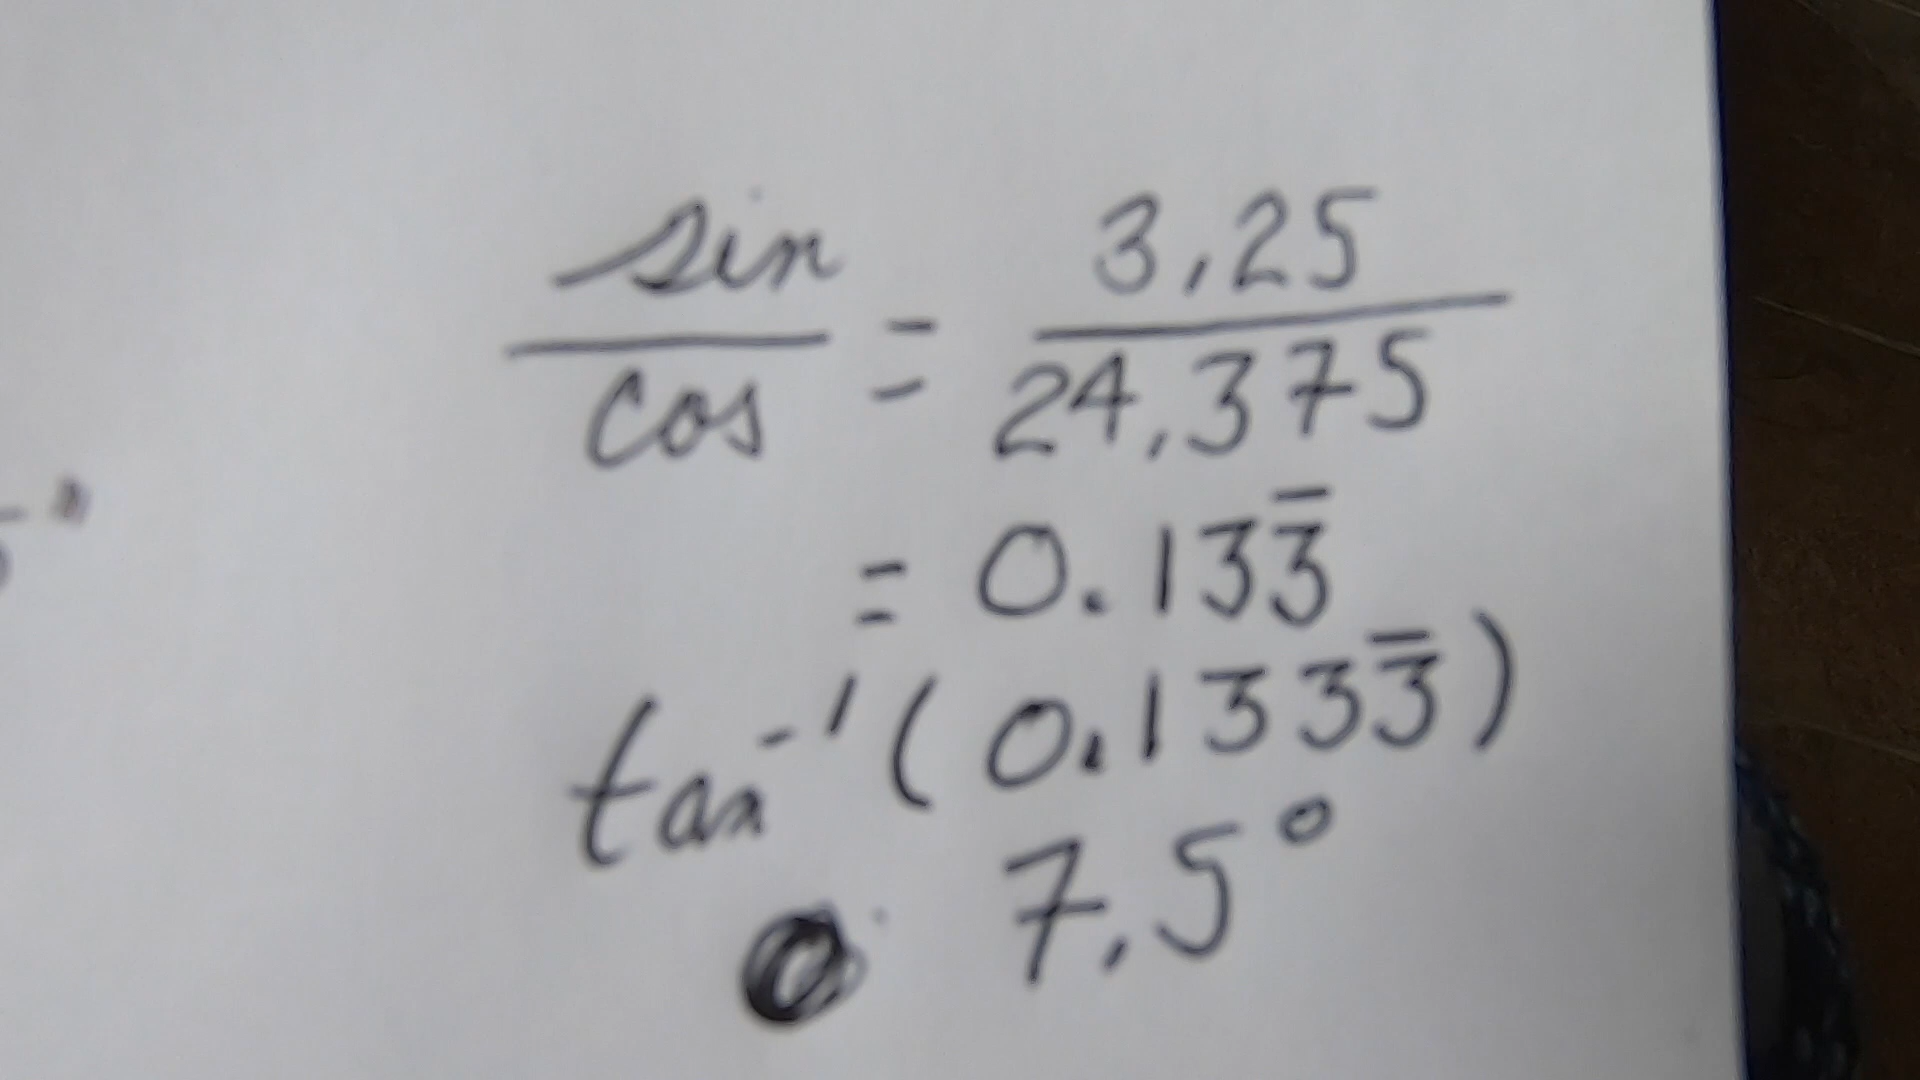 sin = 3,25
cos 24,375
= 0.133̅
tan⁻¹(0.1333̅)
7,5°